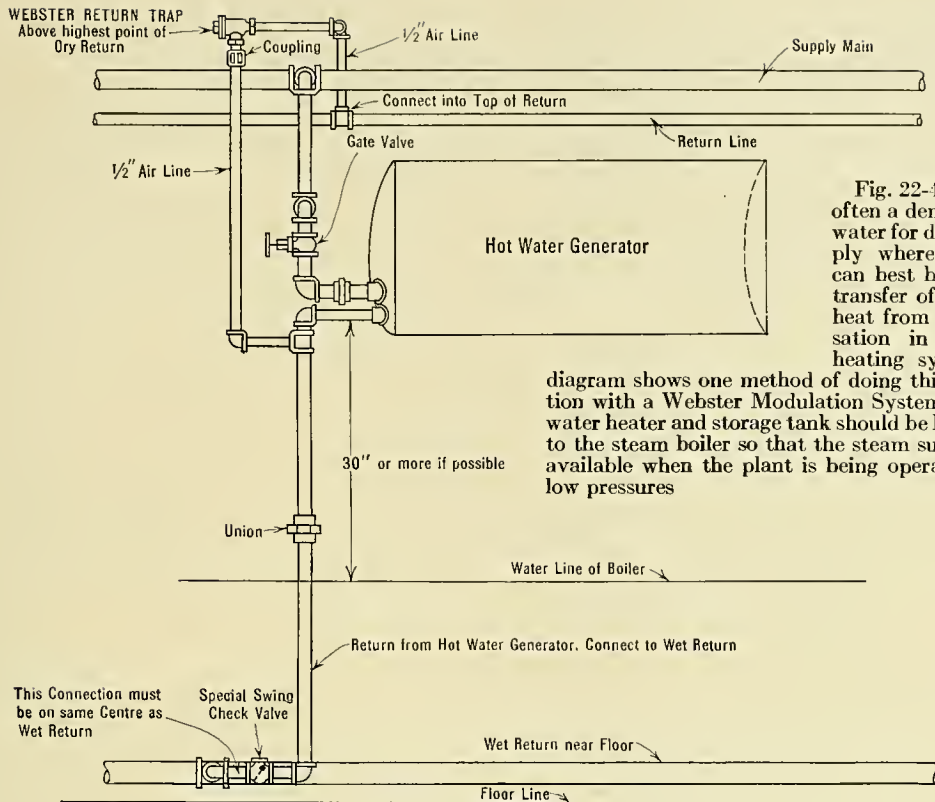 WEBSTER RETURN TRAP
Above highest point of
Dry Return
Coupling
1/2" Air Line
Supply Main
Connect into Top of Return
Return Line
Gate Valve
1/2" Air Line
Hot Water Generator
Fig. 22-
often a
water for
ply where
can best
transfer of
heat from
sation in
heating
diagram shows one method of doing
tion with a Webster Modulation System
water heater and storage tank should be
to the steam boiler so that the steam
available when the plant is being
low pressures
30" or more if possible
Union
Water Line of Boiler
Return from Hot Water Generator. Connect to Wet Return
This Connection must
be on same Centre as
Wet Return
Special Swing
Check Valve
Wet Return near Floor
Floor Line